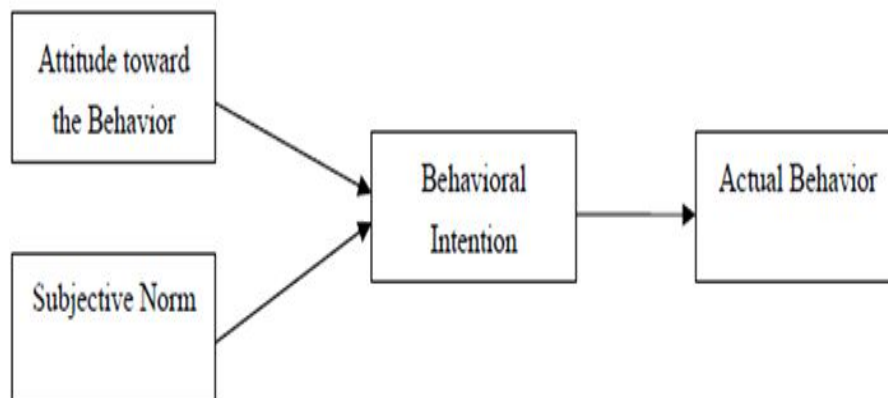 Attitude toward
the Behavior
Subjective Norm
Behavioral
Intention
Actual Behavior